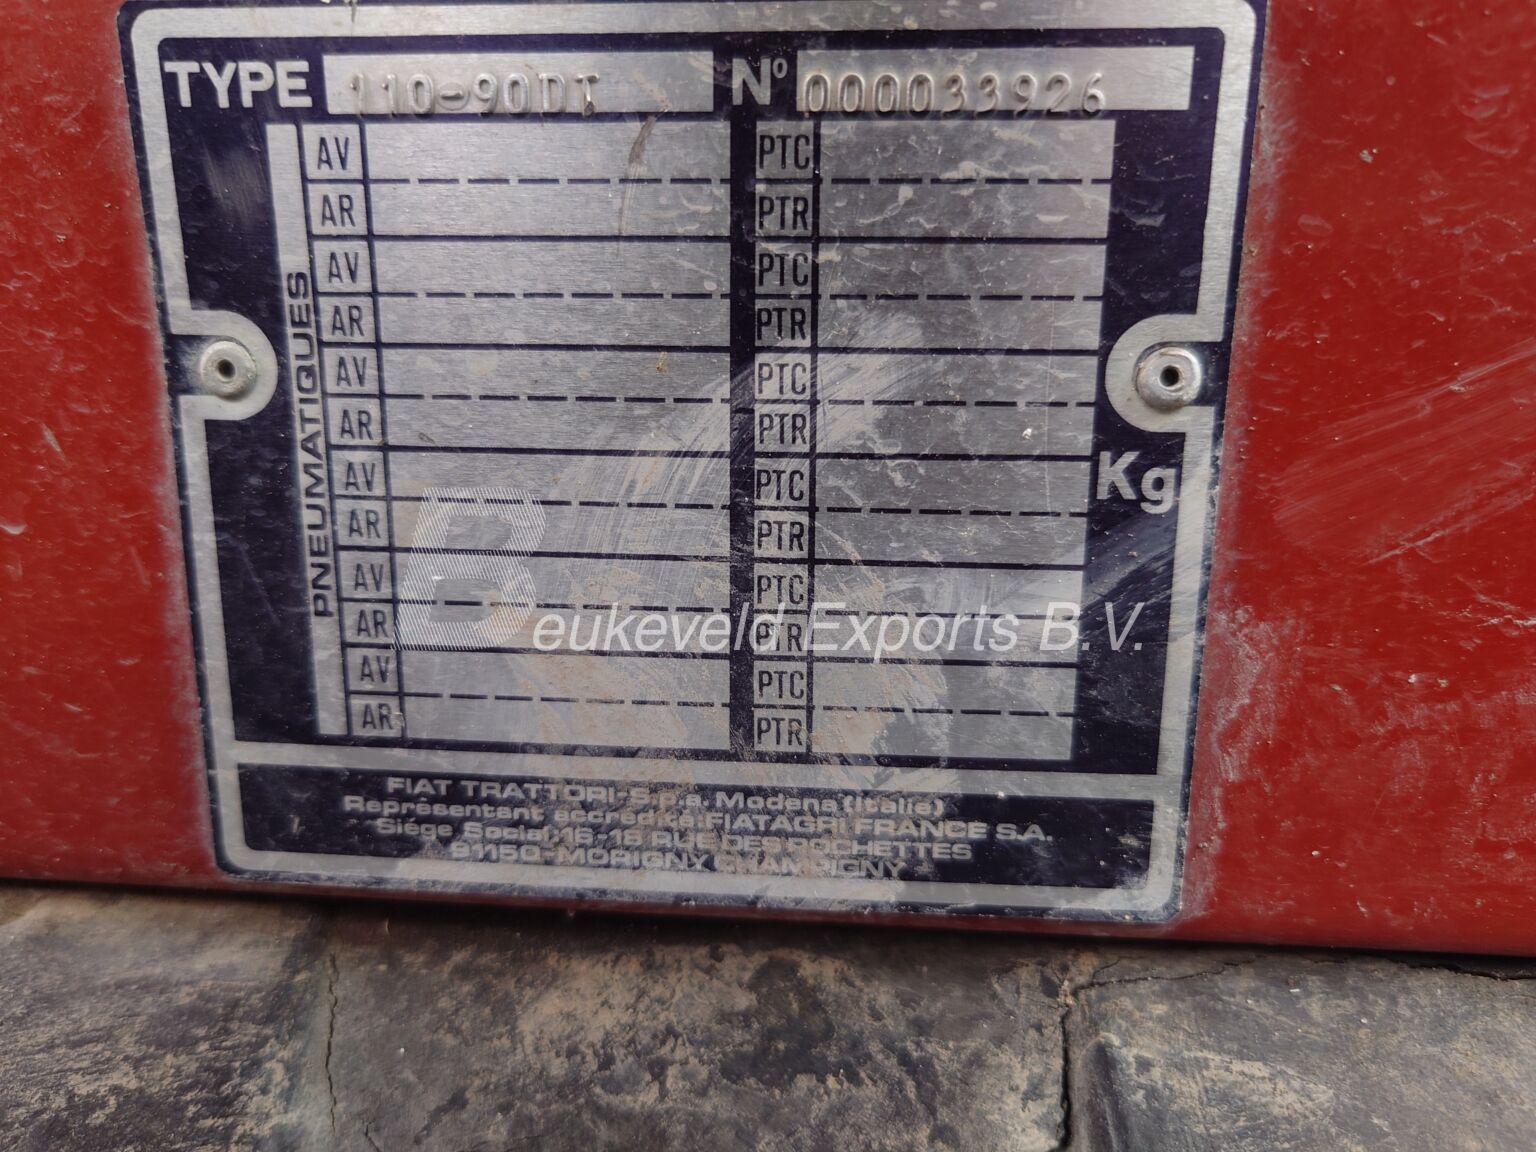 TYPE 110-90DT Nº 000033926
PNEUMATIQUES
AV PTC
AR PTR
AV PTC
AR PTR
AV PTC
AR PTR
AV PTC
AR PTR
AV PTC
AR PTR
AV PTC
AR PTR
Kg
Beukeveld Exports B.V.
FIAT TRATTORI-S.p.a. Modena (Italie)
Représentant accrédité: FIATAGRI FRANCE S.A.
Siége Social, 16-18 RUE DES ROCHETTES
91150-MORIGNY CHAMPIGNY